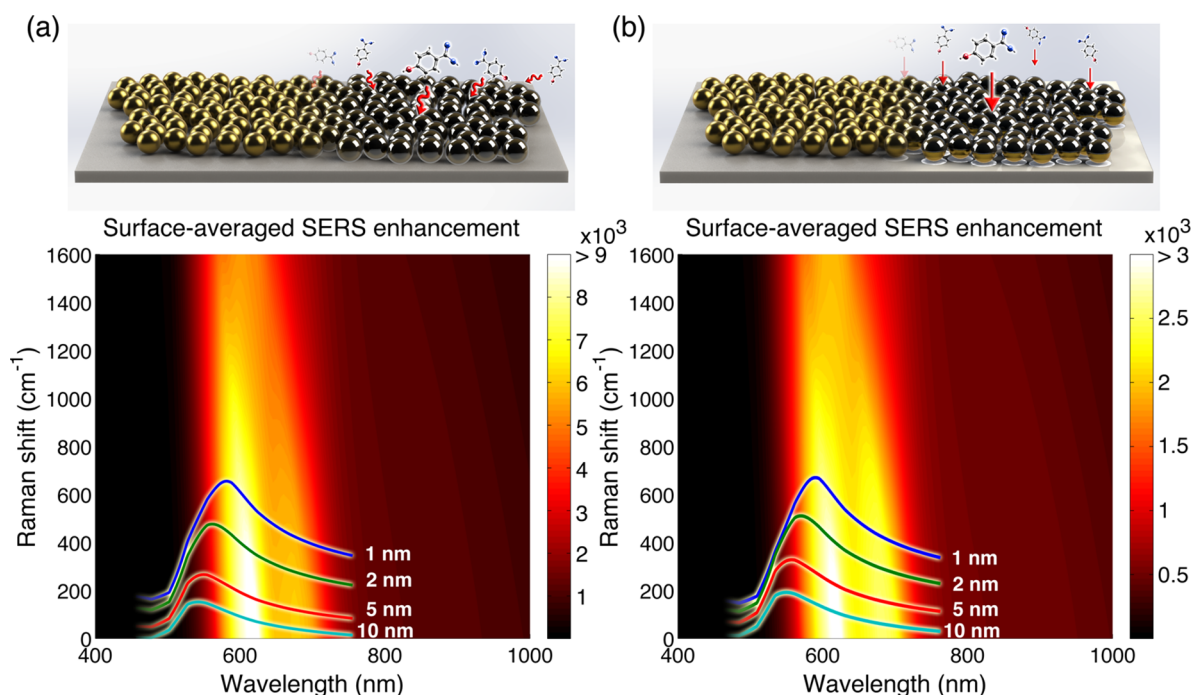 (a)
Surface-averaged SERS enhancement
x10³
1600
1400
1200
1000
800
600
400
200
0
Raman shift (cm⁻¹)
400
600
800
1000
Wavelength (nm)
1 nm
2 nm
5 nm
10 nm
> 9
8
7
6
5
4
3
2
1
(b)
Surface-averaged SERS enhancement
x10³
1600
1400
1200
1000
800
600
400
200
0
Raman shift (cm⁻¹)
400
600
800
1000
Wavelength (nm)
1 nm
2 nm
5 nm
10 nm
> 3
2.5
2
1.5
1
0.5